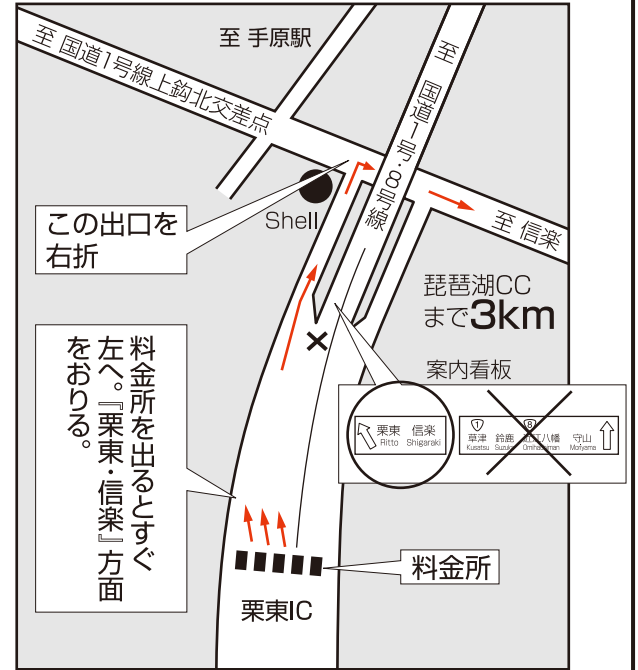 至 手原駅
至 国道1号線上鈎北交差点
至 国道1号・8号線
Shell
この出口を
右折
至 信楽
琵琶湖CC
まで3km
案内看板
栗東 信楽
Ritto Shigaraki
1 8
草津 鈴鹿 近江八幡 守山
Kusatsu Suzuka Omihachiman Moriyama
料金所を出るとすぐ
左へ。『栗東・信楽』方面
をおりる。
料金所
栗東IC